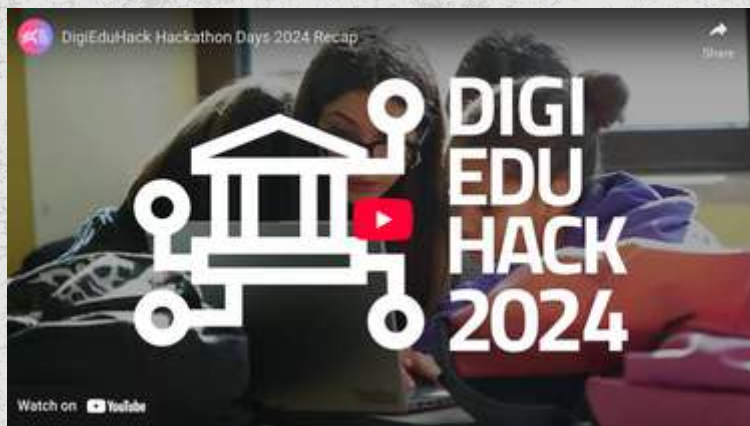 DigiEduHack Hackathon Days 2024 Recap
Share
DIGI
EDU
HACK
2024
Watch on YouTube